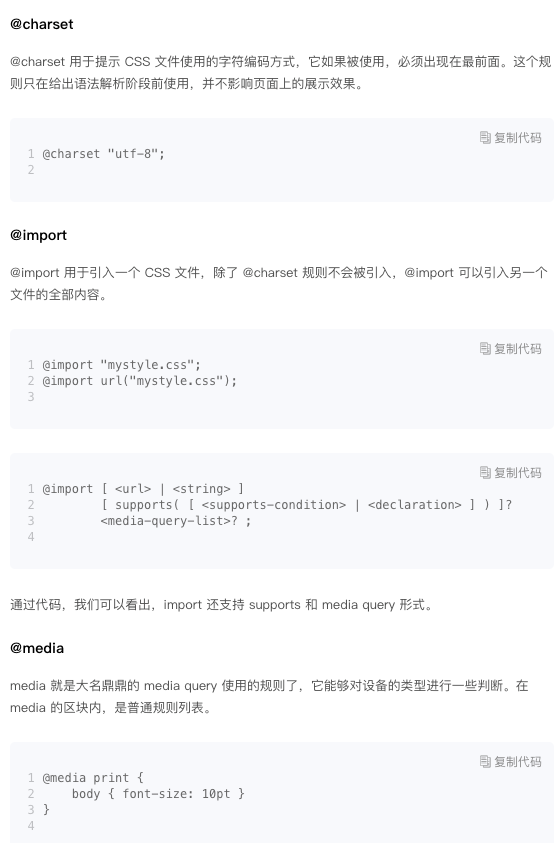 @charset
@charset 用于提示 CSS 文件使用的字符编码方式，它如果被使用，必须出现在最前面。这个规
则只在给出语法解析阶段前使用，并不影响页面上的展示效果。
复制代码
1 @charset "utf-8";
2
@import
@import 用于引入一个 CSS 文件，除了 @charset 规则不会被引入，@import 可以引入另一个
文件的全部内容。
复制代码
1 @import "mystyle.css";
2 @import url("mystyle.css");
3
复制代码
1 @import [ <url> | <string> ]
2         [ supports( [ <supports-condition> | <declaration> ] ) ]?
3         <media-query-list>? ;
4
通过代码，我们可以看出，import 还支持 supports 和 media query 形式。
@media
media 就是大名鼎鼎的 media query 使用的规则了，它能够对设备的类型进行一些判断。在
media 的区块内，是普通规则列表。
复制代码
1 @media print {
2     body { font-size: 10pt }
3 }
4